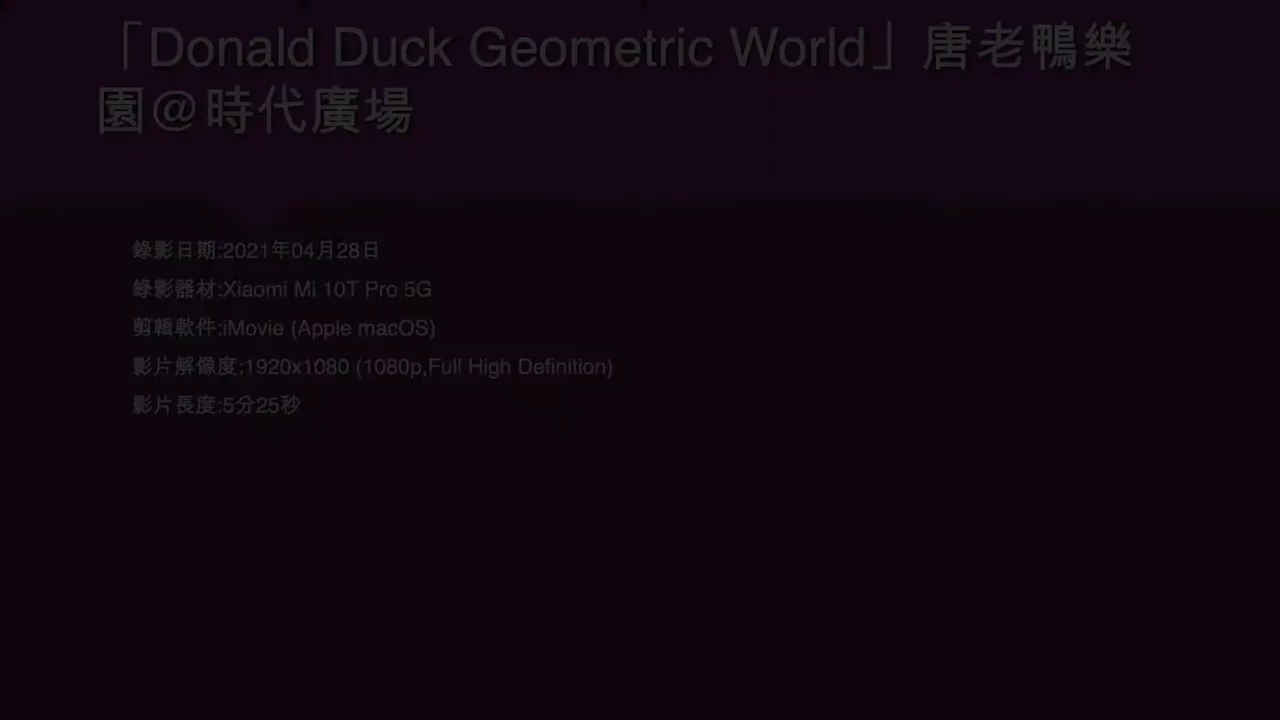 「Donald Duck Geometric World」唐老鴨樂
園@時代廣場
錄影日期:2021年04月28日
錄影器材:Xiaomi Mi 10T Pro 5G
剪輯軟件:iMovie (Apple macOS)
影片解像度:1920x1080 (1080p,Full High Definition)
影片長度:5分25秒